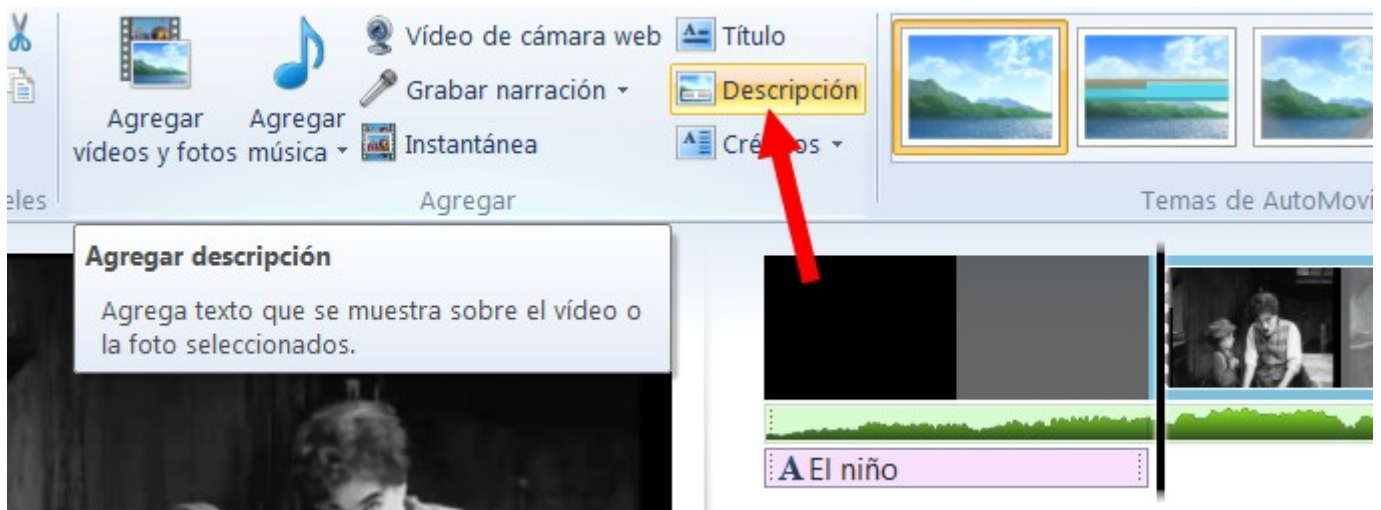 Vídeo de cámara web
Título
Grabar narración
Descripción
Agregar
vídeos y fotos
Agregar
música
Instantánea
Agregar
Temas de AutoMovi
Agregar descripción
Agrega texto que se muestra sobre el vídeo o
la foto seleccionados.
A El niño